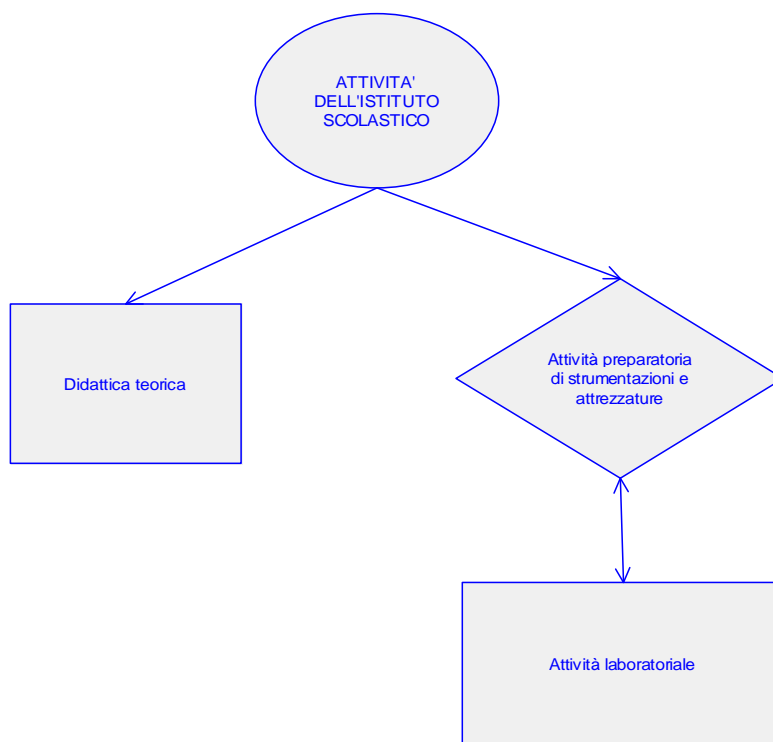 ATTIVITA'
DELL'ISTITUTO
SCOLASTICO
Didattica teorica
Attività preparatoria
di strumentazioni e
attrezzature
Attività laboratoriale